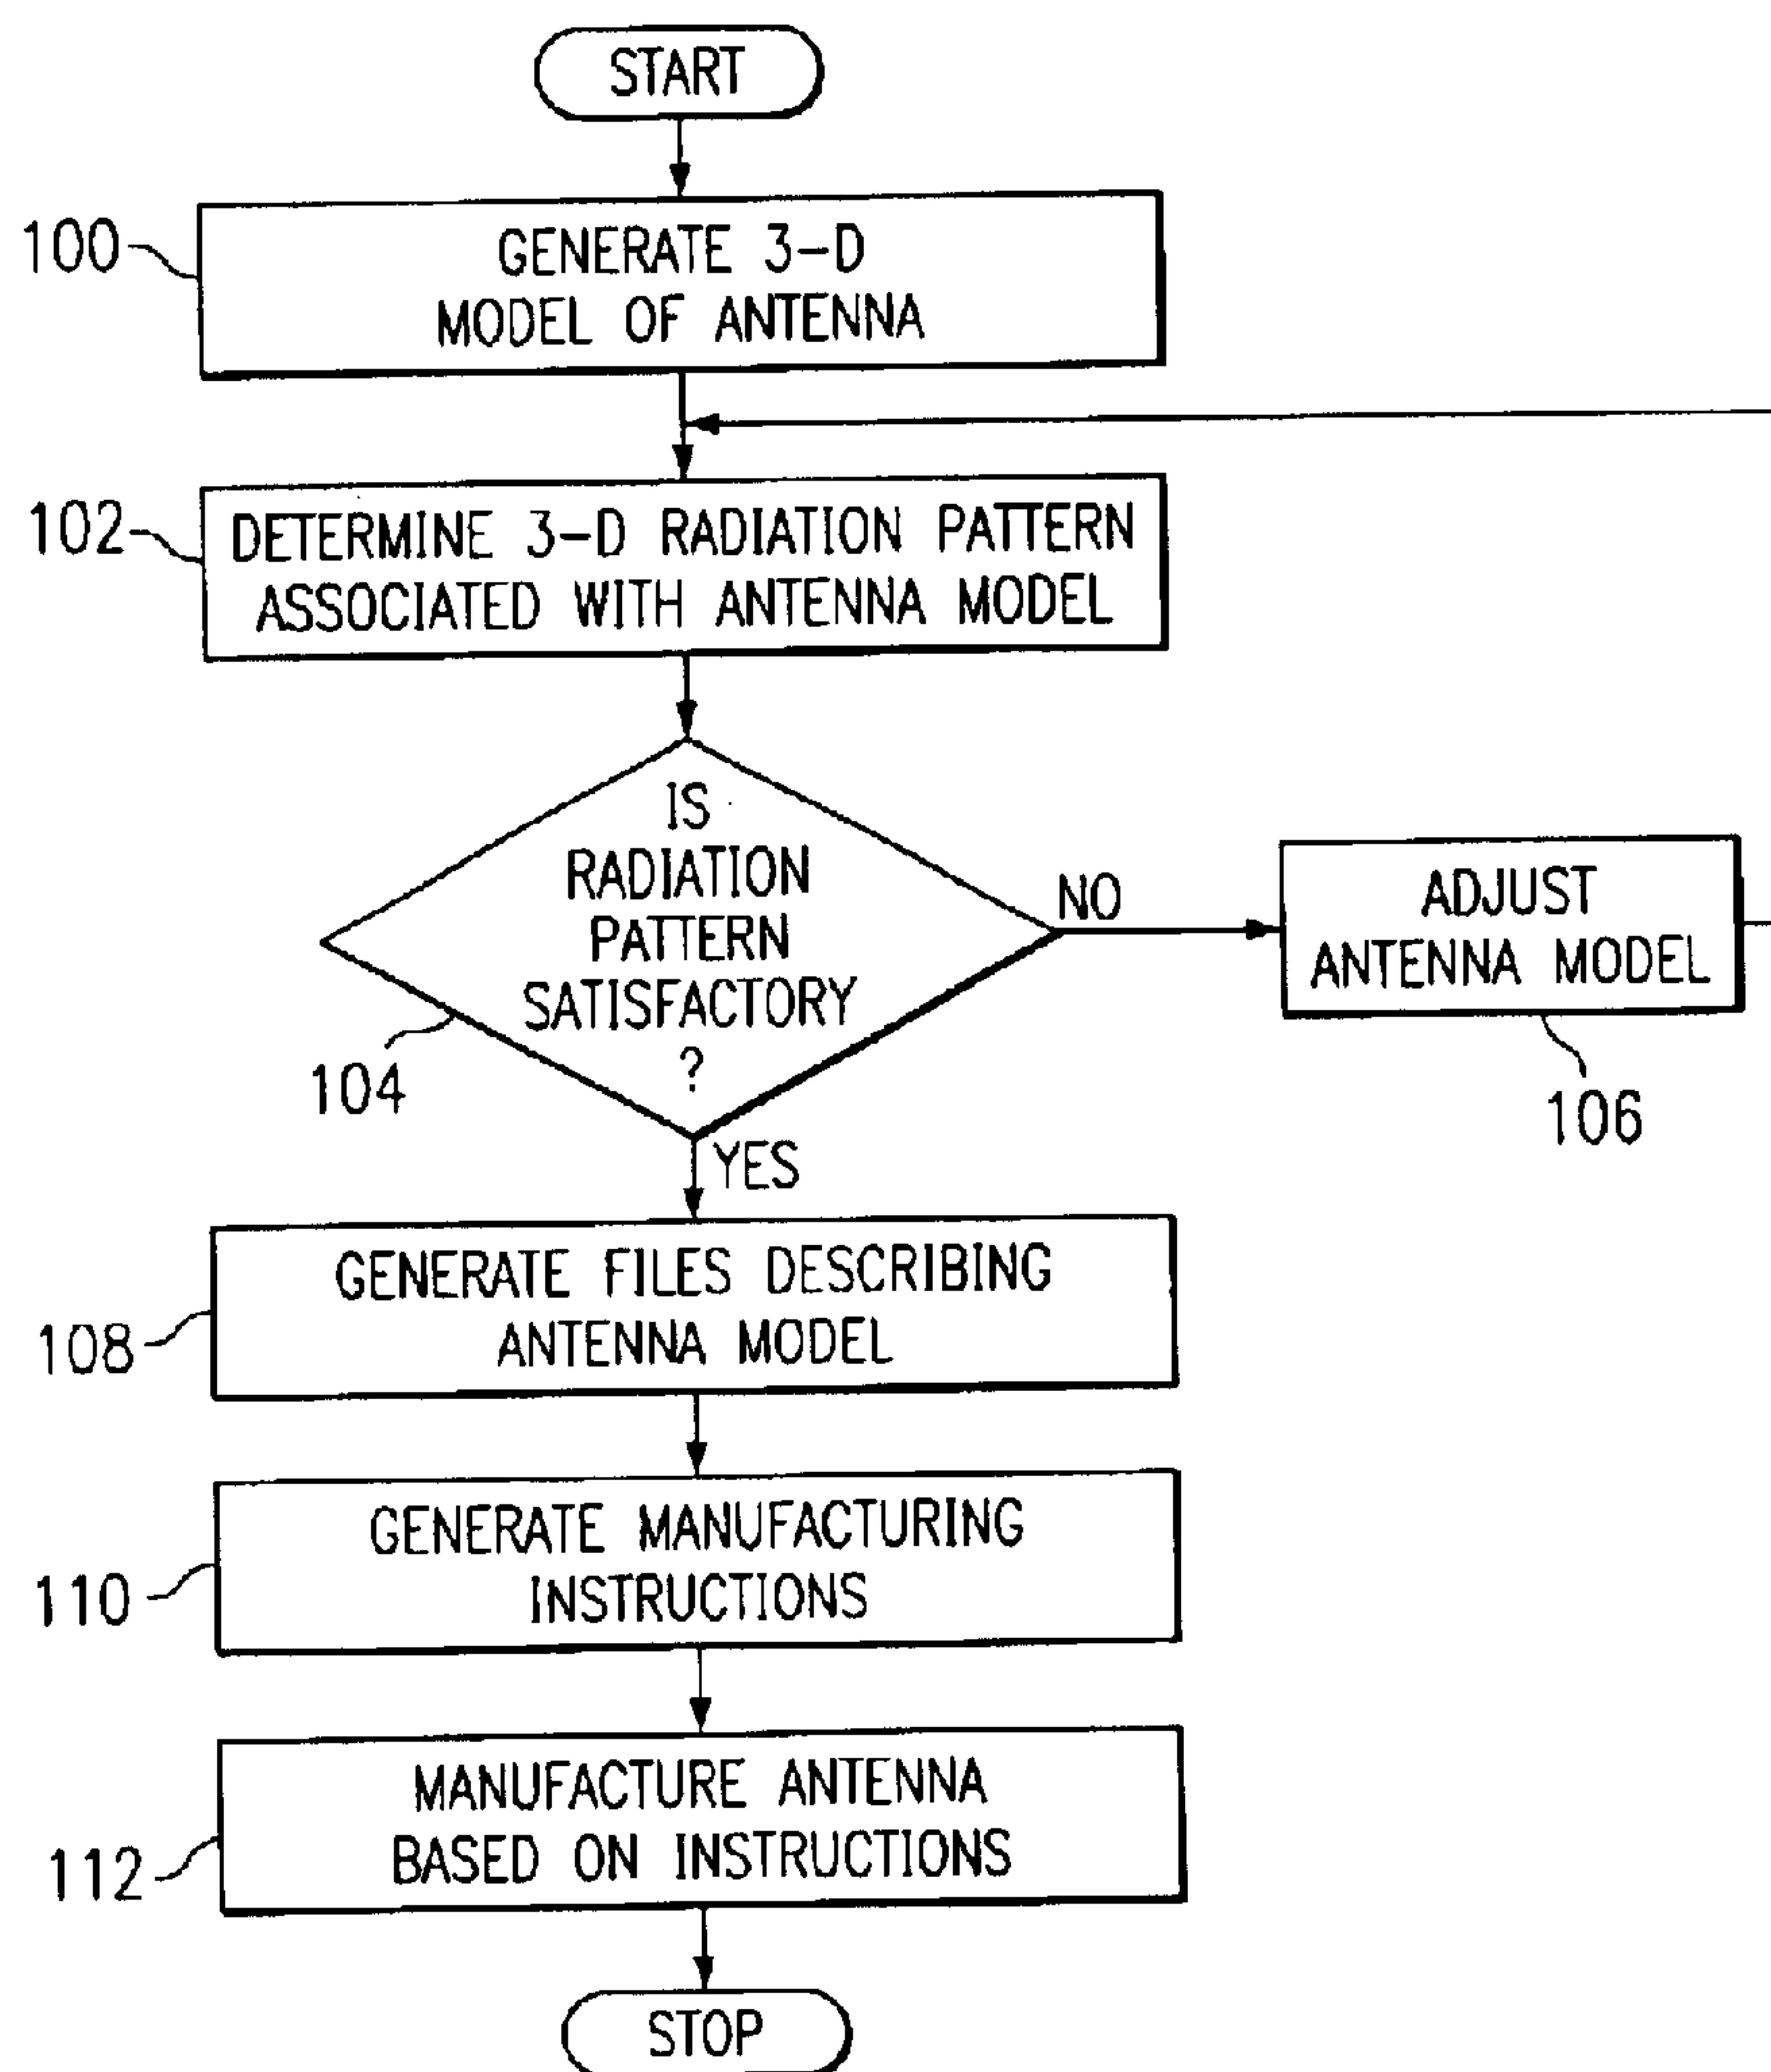 START
100
GENERATE 3-D
MODEL OF ANTENNA
102
DETERMINE 3-D RADIATION PATTERN
ASSOCIATED WITH ANTENNA MODEL
IS
RADIATION
PATTERN
SATISFACTORY
?
104
NO
ADJUST
ANTENNA MODEL
106
YES
GENERATE FILES DESCRIBING
ANTENNA MODEL
108
GENERATE MANUFACTURING
INSTRUCTIONS
110
MANUFACTURE ANTENNA
BASED ON INSTRUCTIONS
112
STOP